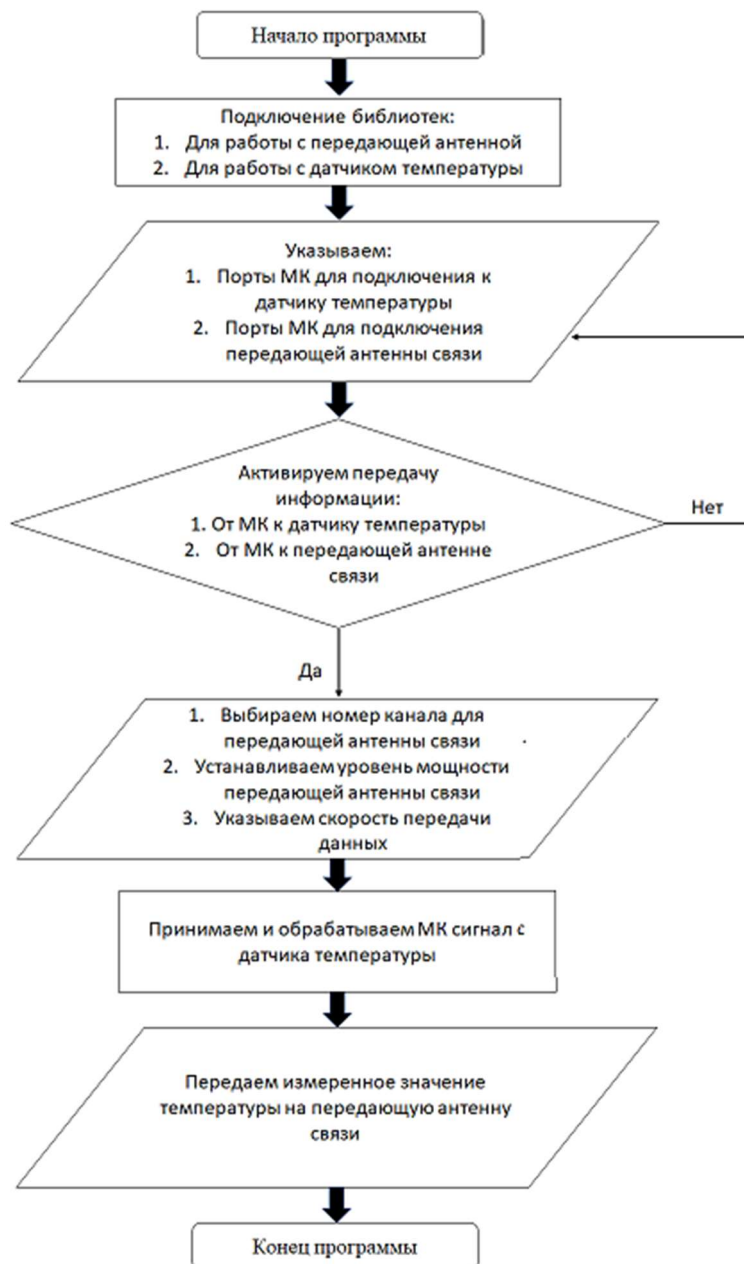 Начало программы
Подключение библиотек:
1. Для работы с передающей антенной
2. Для работы с датчиком температуры
Указываем:
1. Порты МК для подключения к
датчику температуры
2. Порты МК для подключения
передающей антенны связи
Активируем передачу
информации:
1. От МК к датчику температуры
2. От МК к передающей антенне
связи
Нет
Да
1. Выбираем номер канала для
передающей антенны связи
2. Устанавливаем уровень мощности
передающей антенны связи
3. Указываем скорость передачи
данных
Принимаем и обрабатываем МК сигнал с
датчика температуры
Передаем измеренное значение
температуры на передающую антенну
связи
Конец программы